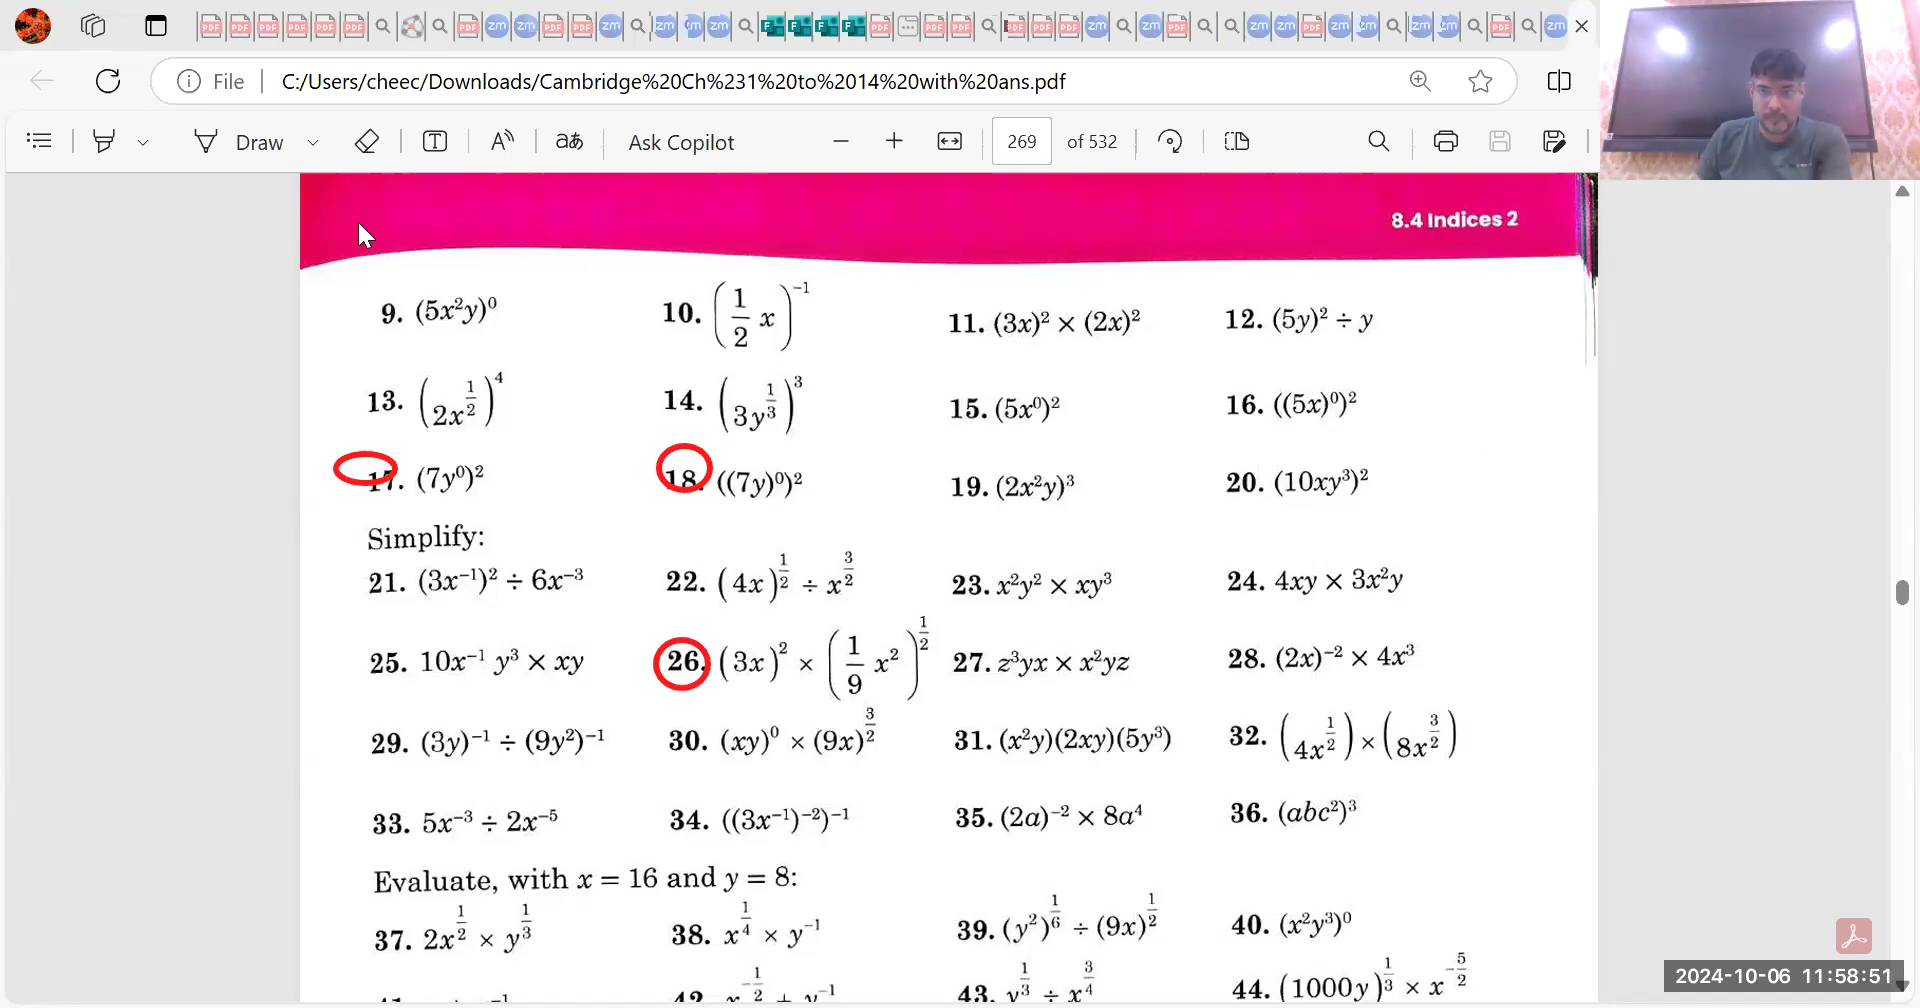 File C:/Users/cheec/Downloads/Cambridge%20Ch%231%20to%2014%20with%20ans.pdf
Draw Ask Copilot 269 of 532
8.4 Indices 2
9. (5x²y)⁰ 10. (1/2 x)⁻¹ 11. (3x)² × (2x)² 12. (5y)² ÷ y
13. (2x^(1/2))⁴ 14. (3y^(1/3))³ 15. (5x⁰)² 16. ((5x)⁰)²
17. (7y⁰)² 18. ((7y)⁰)² 19. (2x²y)³ 20. (10xy³)²
Simplify:
21. (3x⁻¹)² ÷ 6x⁻³ 22. (4x)^(1/2) ÷ x^(3/2) 23. x²y² × xy³ 24. 4xy × 3x²y
25. 10x⁻¹ y³ × xy 26. (3x)² × (1/9 x²)^(1/2) 27. z³yx × x²yz 28. (2x)⁻² × 4x³
29. (3y)⁻¹ ÷ (9y²)⁻¹ 30. (xy)⁰ × (9x)^(3/2) 31. (x²y)(2xy)(5y³) 32. (4x^(1/2)) × (8x^(3/2))
33. 5x⁻³ ÷ 2x⁻⁵ 34. ((3x⁻¹)⁻²)⁻¹ 35. (2a)⁻² × 8a⁴ 36. (abc²)³
Evaluate, with x = 16 and y = 8:
37. 2x^(1/2) × y^(1/3) 38. x^(1/4) × y⁻¹ 39. (y²)^(1/6) ÷ (9x)^(1/2) 40. (x²y³)⁰
42. x^(-1/2) + y⁻¹ 43. y^(1/3) ÷ x^(3/4) 44. (1000y)^(1/3) × x^(-5/2)
2024-10-06 11:58:51